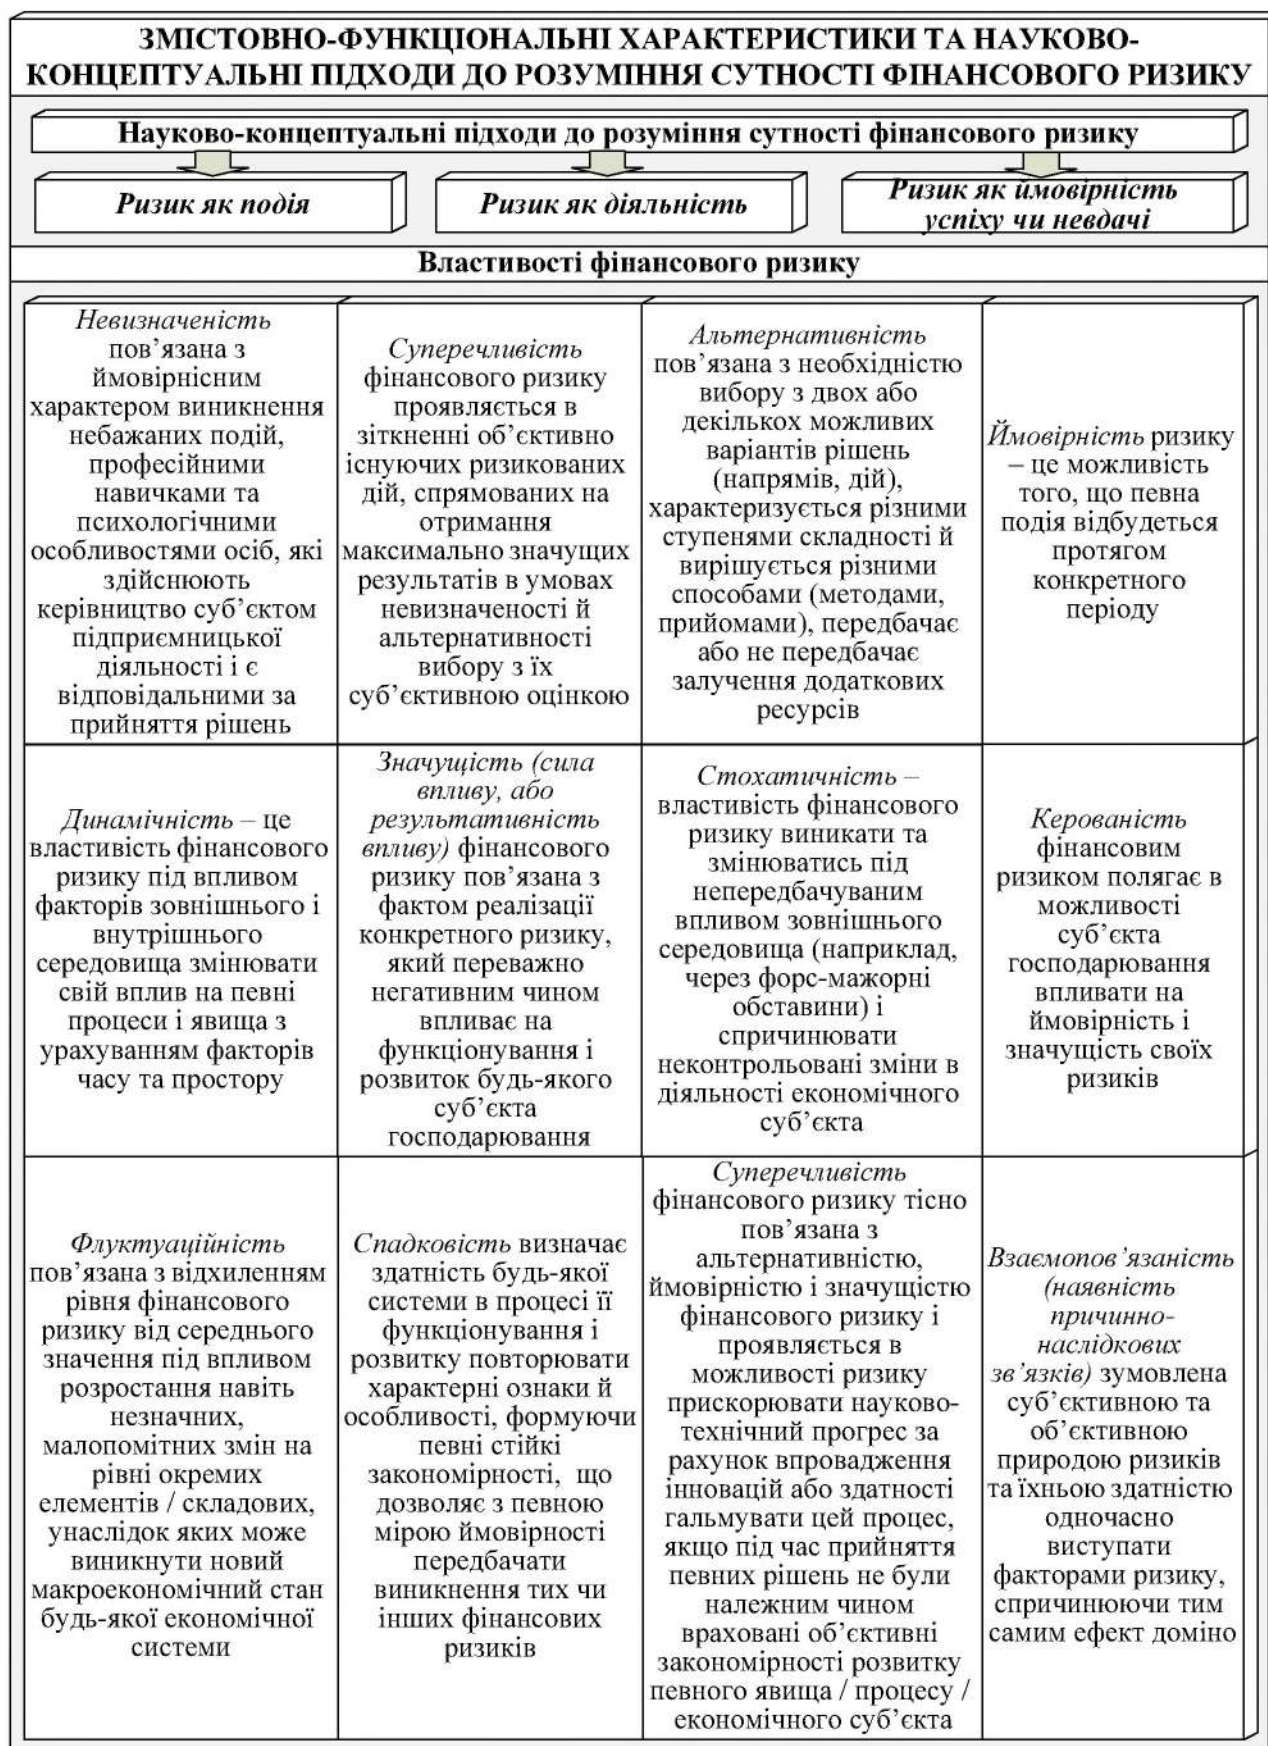 ЗМІСТОВНО-ФУНКЦІОНАЛЬНІ ХАРАКТЕРИСТИКИ ТА НАУКОВО-
КОНЦЕПТУАЛЬНІ ПІДХОДИ ДО РОЗУМІННЯ СУТНОСТІ ФІНАНСОВОГО РИЗИКУ
Науково-концептуальні підходи до розуміння сутності фінансового ризику
Ризик як подія
Ризик як діяльність
Ризик як ймовірність
успіху чи невдачі
Властивості фінансового ризику
Невизначеність
пов’язана з
ймовірнісним
характером виникнення
небажаних подій,
професійними
навичками та
психологічними
особливостями осіб, які
здійснюють
керівництво суб’єктом
підприємницької
діяльності і є
відповідальними за
прийняття рішень
Суперечливість
фінансового ризику
проявляється в
зіткненні об’єктивно
існуючих ризикованих
дій, спрямованих на
отримання
максимально значущих
результатів в умовах
невизначеності й
альтернативності
вибору з їх
суб’єктивною оцінкою
Альтернативність
пов’язана з необхідністю
вибору з двох або
декількох можливих
варіантів рішень
(напрямів, дій),
характеризується різними
ступенями складності й
вирішується різними
способами (методами,
прийомами), передбачає
або не передбачає
залучення додаткових
ресурсів
Ймовірність ризику
– це можливість
того, що певна
подія відбудеться
протягом
конкретного
періоду
Динамічність – це
властивість фінансового
ризику під впливом
факторів зовнішнього і
внутрішнього
середовища змінювати
свій вплив на певні
процеси і явища з
урахуванням факторів
часу та простору
Значущість (сила
впливу, або
результативність
впливу) фінансового
ризику пов’язана з
фактом реалізації
конкретного ризику,
який переважно
негативним чином
впливає на
функціонування і
розвиток будь-якого
суб’єкта
господарювання
Стохатичність –
властивість фінансового
ризику виникати та
змінюватись під
непередбачуваним
впливом зовнішнього
середовища (наприклад,
через форс-мажорні
обставини) і
спричинювати
неконтрольовані зміни в
діяльності економічного
суб’єкта
Керованість
фінансовим
ризиком полягає в
можливості
суб’єкта
господарювання
впливати на
ймовірність і
значущість своїх
ризиків
Флуктуаційність
пов’язана з відхиленням
рівня фінансового
ризику від середнього
значення під впливом
розростання навіть
незначних,
малопомітних змін на
рівні окремих
елементів / складових,
унаслідок яких може
виникнути новий
макроекономічний стан
будь-якої економічної
системи
Спадковість визначає
здатність будь-якої
системи в процесі її
функціонування і
розвитку повторювати
характерні ознаки й
особливості, формуючи
певні стійкі
закономірності, що
дозволяє з певною
мірою ймовірності
передбачати
виникнення тих чи
інших фінансових
ризиків
Суперечливість
фінансового ризику тісно
пов’язана з
альтернативністю,
ймовірністю і значущістю
фінансового ризику і
проявляється в
можливості ризику
прискорювати науково-
технічний прогрес за
рахунок впровадження
інновацій або здатності
гальмувати цей процес,
якщо під час прийняття
певних рішень не були
належним чином
враховані об’єктивні
закономірності розвитку
певного явища / процесу /
економічного суб’єкта
Взаємопов’язаність
(наявність
причинно-
наслідкових
зв’язків) зумовлена
суб’єктивною та
об’єктивною
природою ризиків
та їхньою здатністю
одночасно
виступати
факторами ризику,
спричинюючи тим
самим ефект доміно